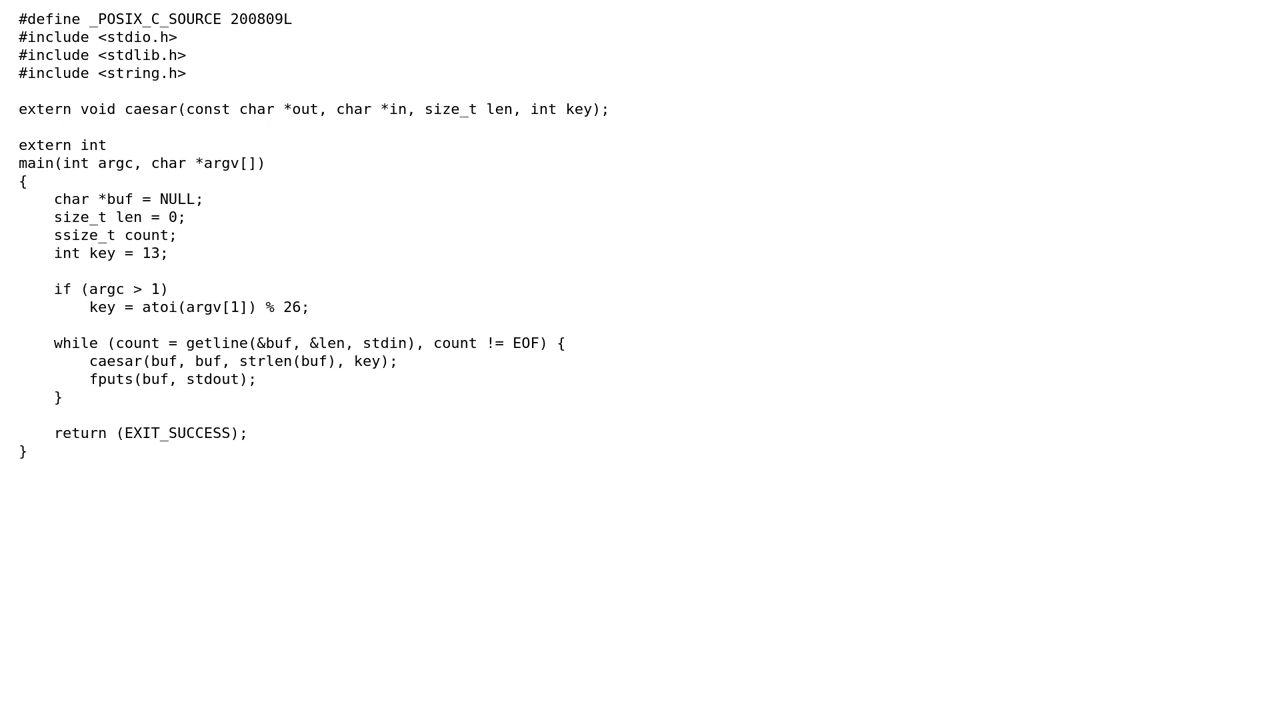 #define _POSIX_C_SOURCE 200809L
#include <stdio.h>
#include <stdlib.h>
#include <string.h>

extern void caesar(const char *out, char *in, size_t len, int key);

extern int
main(int argc, char *argv[])
{
    char *buf = NULL;
    size_t len = 0;
    ssize_t count;
    int key = 13;

    if (argc > 1)
        key = atoi(argv[1]) % 26;

    while (count = getline(&buf, &len, stdin), count != EOF) {
        caesar(buf, buf, strlen(buf), key);
        fputs(buf, stdout);
    }

    return (EXIT_SUCCESS);
}